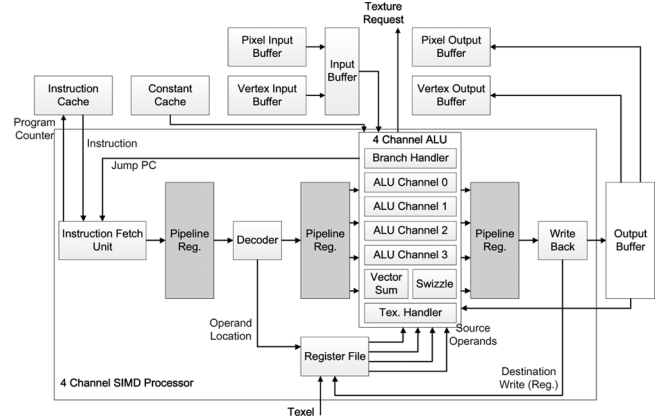 Texture
Request
Pixel Input
Buffer
Input
Buffer
Vertex Input
Buffer
Pixel Output
Buffer
Vertex Output
Buffer
Instruction
Cache
Constant
Cache
Program
Counter
Instruction
Jump PC
4 Channel ALU
Branch Handler
ALU Channel 0
ALU Channel 1
ALU Channel 2
ALU Channel 3
Vector
Sum
Swizzle
Tex. Handler
Instruction Fetch
Unit
Pipeline
Reg.
Decoder
Pipeline
Reg.
Pipeline
Reg.
Write
Back
Output
Buffer
Operand
Location
Register File
Source
Operands
Destination
Write (Reg.)
4 Channel SIMD Processor
Texel